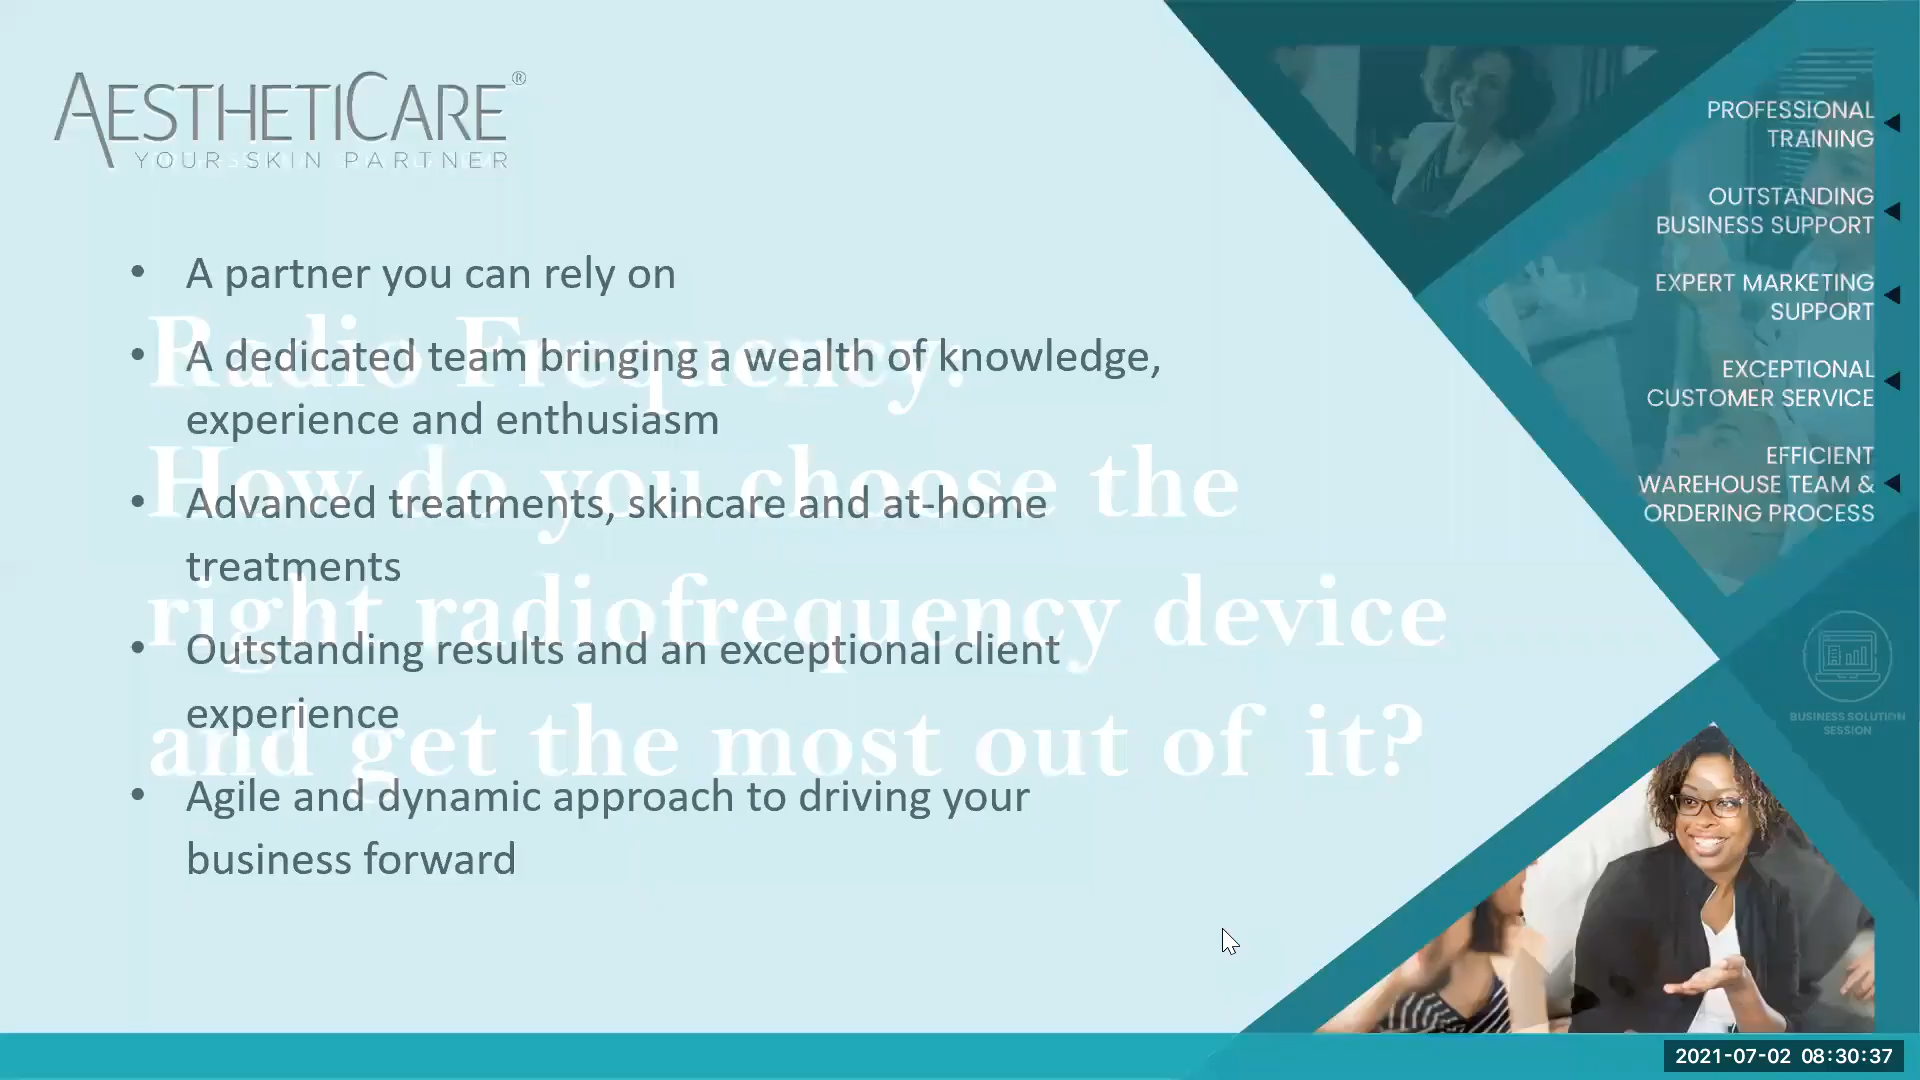 AESTHETICARE®
YOUR SKIN PARTNER
• A partner you can rely on
• A dedicated team bringing a wealth of knowledge,
experience and enthusiasm
• Advanced treatments, skincare and at-home
treatments
• Outstanding results and an exceptional client
experience
• Agile and dynamic approach to driving your
business forward
Radio Frequency:
How do you choose the
right radiofrequency device
and get the most out of it?
PROFESSIONAL
TRAINING
OUTSTANDING
BUSINESS SUPPORT
EXPERT MARKETING
SUPPORT
EXCEPTIONAL
CUSTOMER SERVICE
EFFICIENT
WAREHOUSE TEAM &
ORDERING PROCESS
BUSINESS SOLUTION
SESSION
2021-07-02 08:30:37